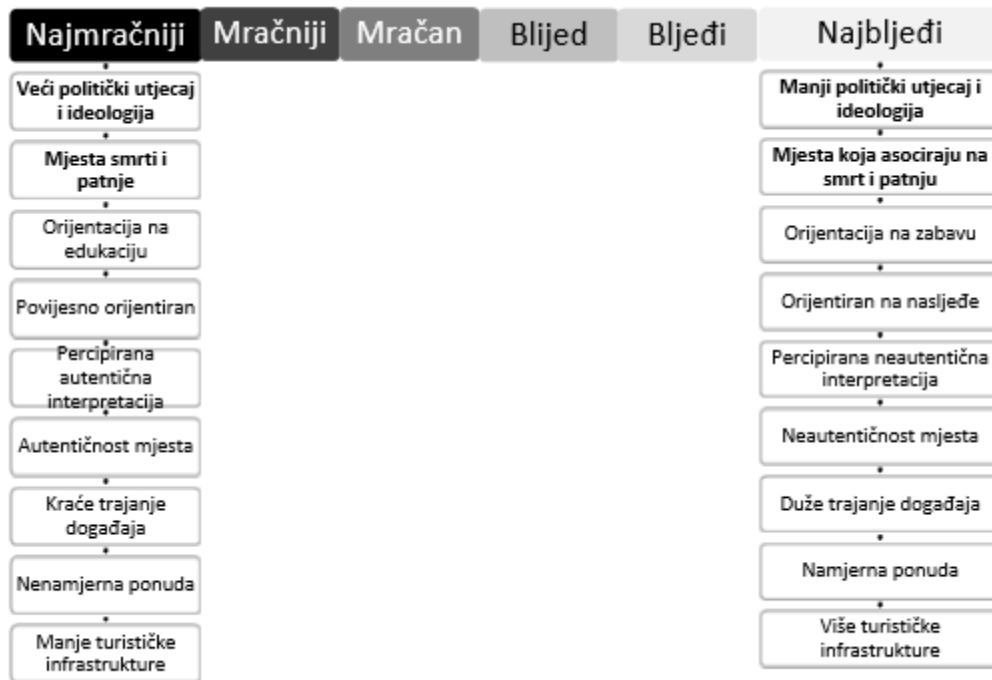 Najmračniji Mračniji Mračan Blijed Bljeđi Najbljeđi
Veći politički utjecaj
i ideologija
Mjesta smrti i
patnje
Orijentacija na
edukaciju
Povijesno orijentiran
Percipirana
autentična
interpretacija
Autentičnost mjesta
Kraće trajanje
događaja
Nenamjerna ponuda
Manje turističke
infrastrukture
Manji politički utjecaj i
ideologija
Mjesta koja asociraju na
smrt i patnju
Orijentacija na zabavu
Orijentiran na nasljeđe
Percipirana neautentična
interpretacija
Neautentičnost mjesta
Duže trajanje događaja
Namjerna ponuda
Više turističke
infrastrukture